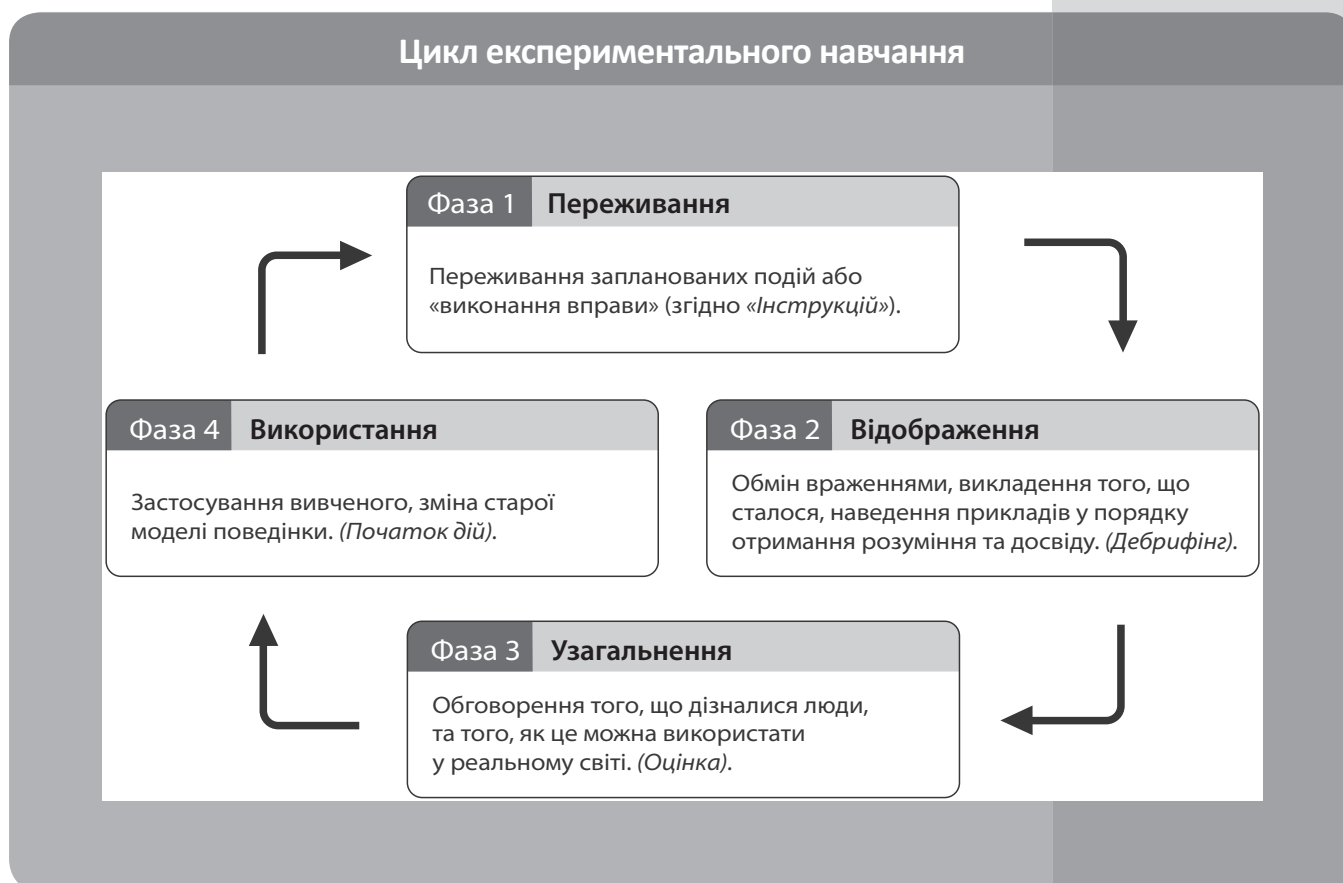 Цикл експериментального навчання
Фаза 1 Переживання
Переживання запланованих подій або
«виконання вправи» (згідно «Інструкцій»).
Фаза 2 Відображення
Обмін враженнями, викладення того, що
сталося, наведення прикладів у порядку
отримання розуміння та досвіду. (Дебрифінг).
Фаза 3 Узагальнення
Обговорення того, що дізналися люди,
та того, як це можна використати
у реальному світі. (Оцінка).
Фаза 4 Використання
Застосування вивченого, зміна старої
моделі поведінки. (Початок дій).